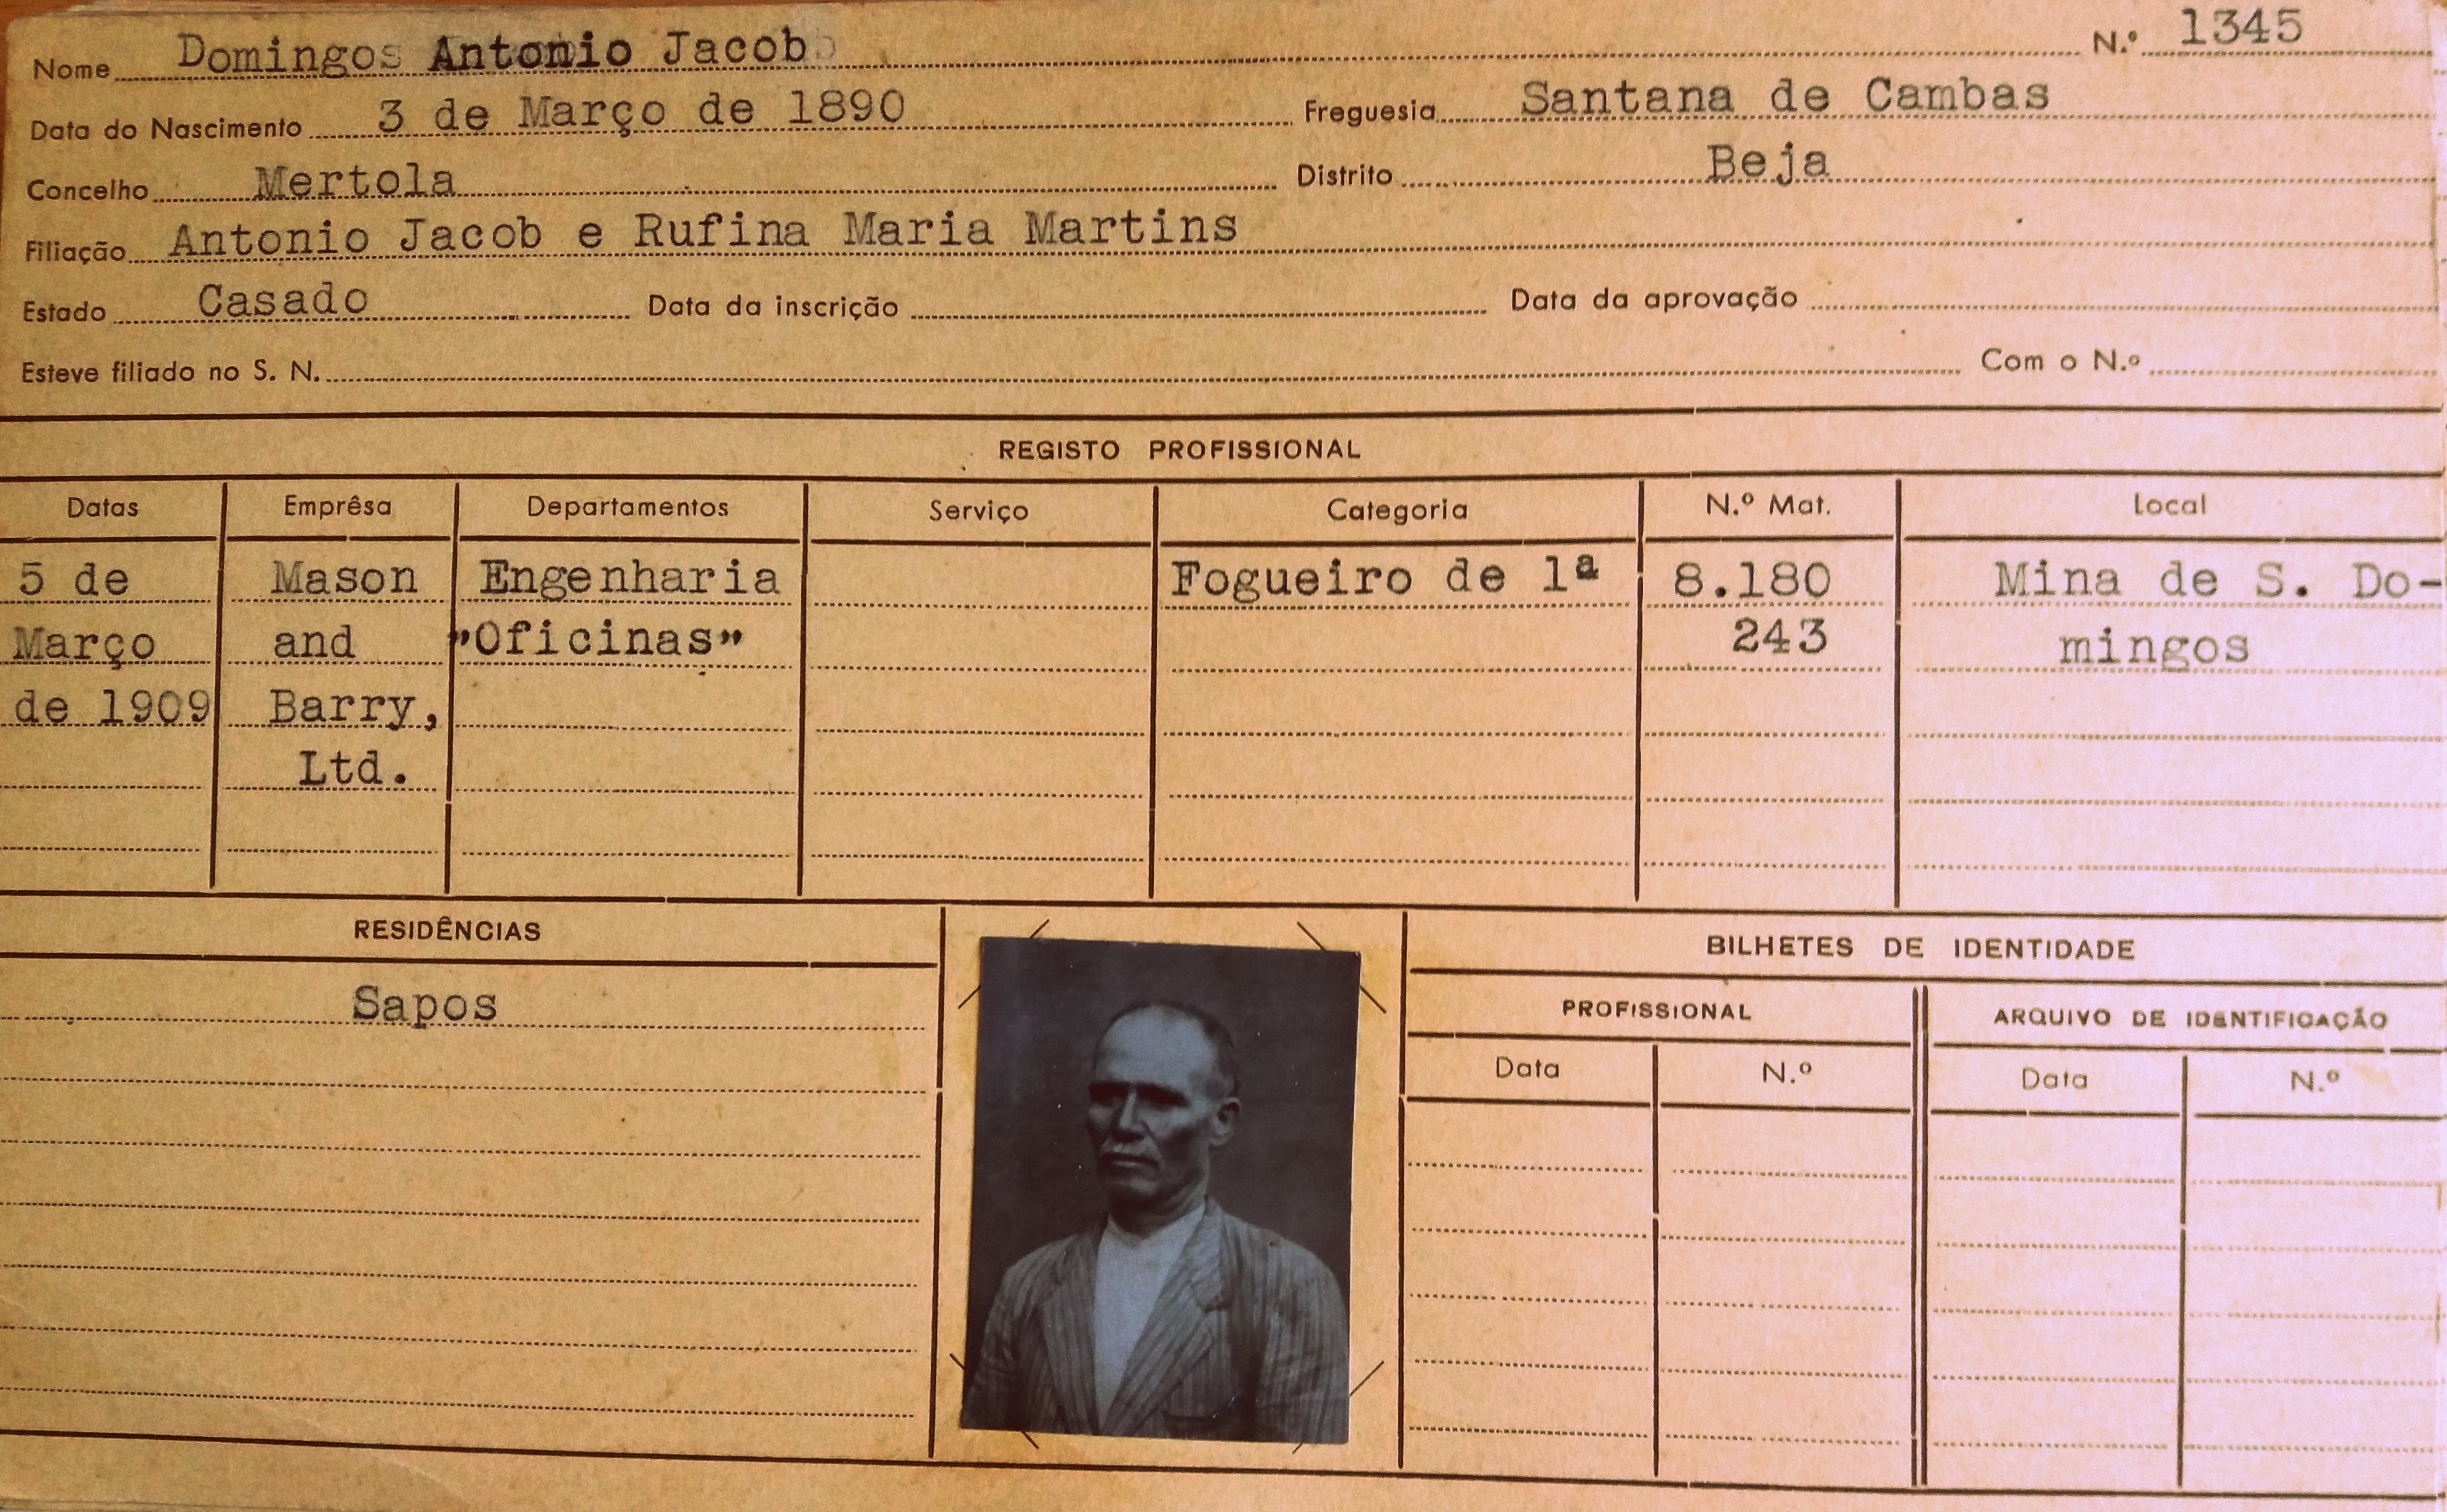 Nome Domingos Antonio Jacob N.º 1345
Data do Nascimento 3 de Março de 1890 Freguesia Santana de Cambas
Concelho Mertola Distrito Beja
Filiação Antonio Jacob e Rufina Maria Martins
Estado Casado Data da inscrição Data da aprovação
Esteve filiado no S. N. Com o N.º
REGISTO PROFISSIONAL
Datas Emprêsa Departamentos Serviço Categoria N.º Mat. Local
5 de Mason Engenharia Fogueiro de 1ª 8.180 Mina de S. Do-
Março and "Oficinas" 243 mingos
de 1909 Barry,
Ltd.
RESIDÊNCIAS BILHETES DE IDENTIDADE
Sapos PROFISSIONAL ARQUIVO DE IDENTIFICAÇÃO
Data N.º Data N.º